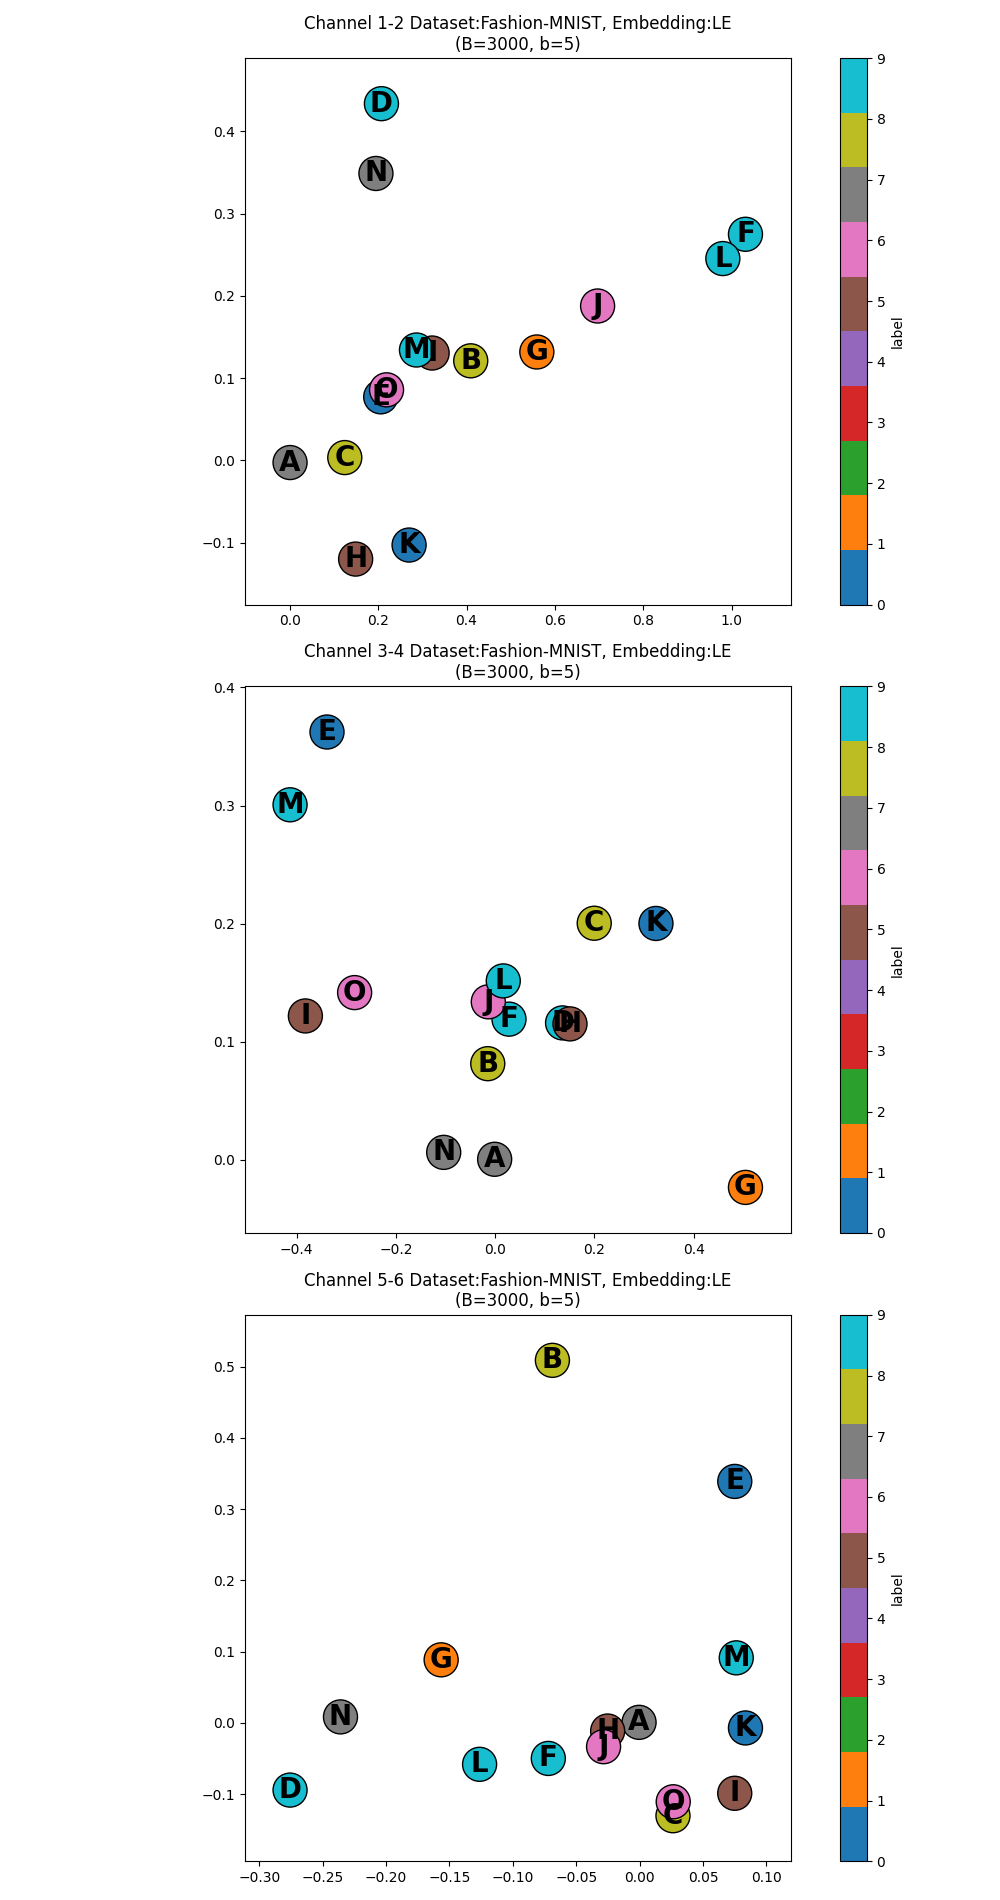 Channel 1-2 Dataset:Fashion-MNIST, Embedding:LE
(B=3000, b=5)
D
N
F
L
J
M I B G
O
E
A C
H K
0.4
0.3
0.2
0.1
0.0
−0.1
0.0 0.2 0.4 0.6 0.8 1.0
9
8
7
6
5
4
3
2
1
0
label
Channel 3-4 Dataset:Fashion-MNIST, Embedding:LE
(B=3000, b=5)
E
M
C K
L
O J
I F D H
B
N A
G
0.4
0.3
0.2
0.1
0.0
−0.4 −0.2 0.0 0.2 0.4
9
8
7
6
5
4
3
2
1
0
label
Channel 5-6 Dataset:Fashion-MNIST, Embedding:LE
(B=3000, b=5)
B
E
G M
N H A K
J
L F
D I
O
C
0.5
0.4
0.3
0.2
0.1
0.0
−0.1
−0.30 −0.25 −0.20 −0.15 −0.10 −0.05 0.00 0.05 0.10
9
8
7
6
5
4
3
2
1
0
label